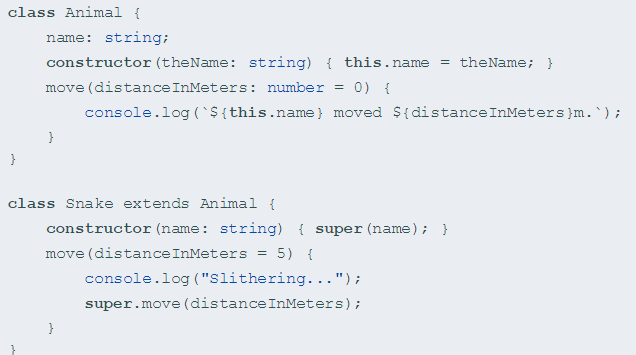 class Animal {
    name: string;
    constructor(theName: string) { this.name = theName; }
    move(distanceInMeters: number = 0) {
        console.log(`${this.name} moved ${distanceInMeters}m.`);
    }
}

class Snake extends Animal {
    constructor(name: string) { super(name); }
    move(distanceInMeters = 5) {
        console.log("Slithering...");
        super.move(distanceInMeters);
    }
}